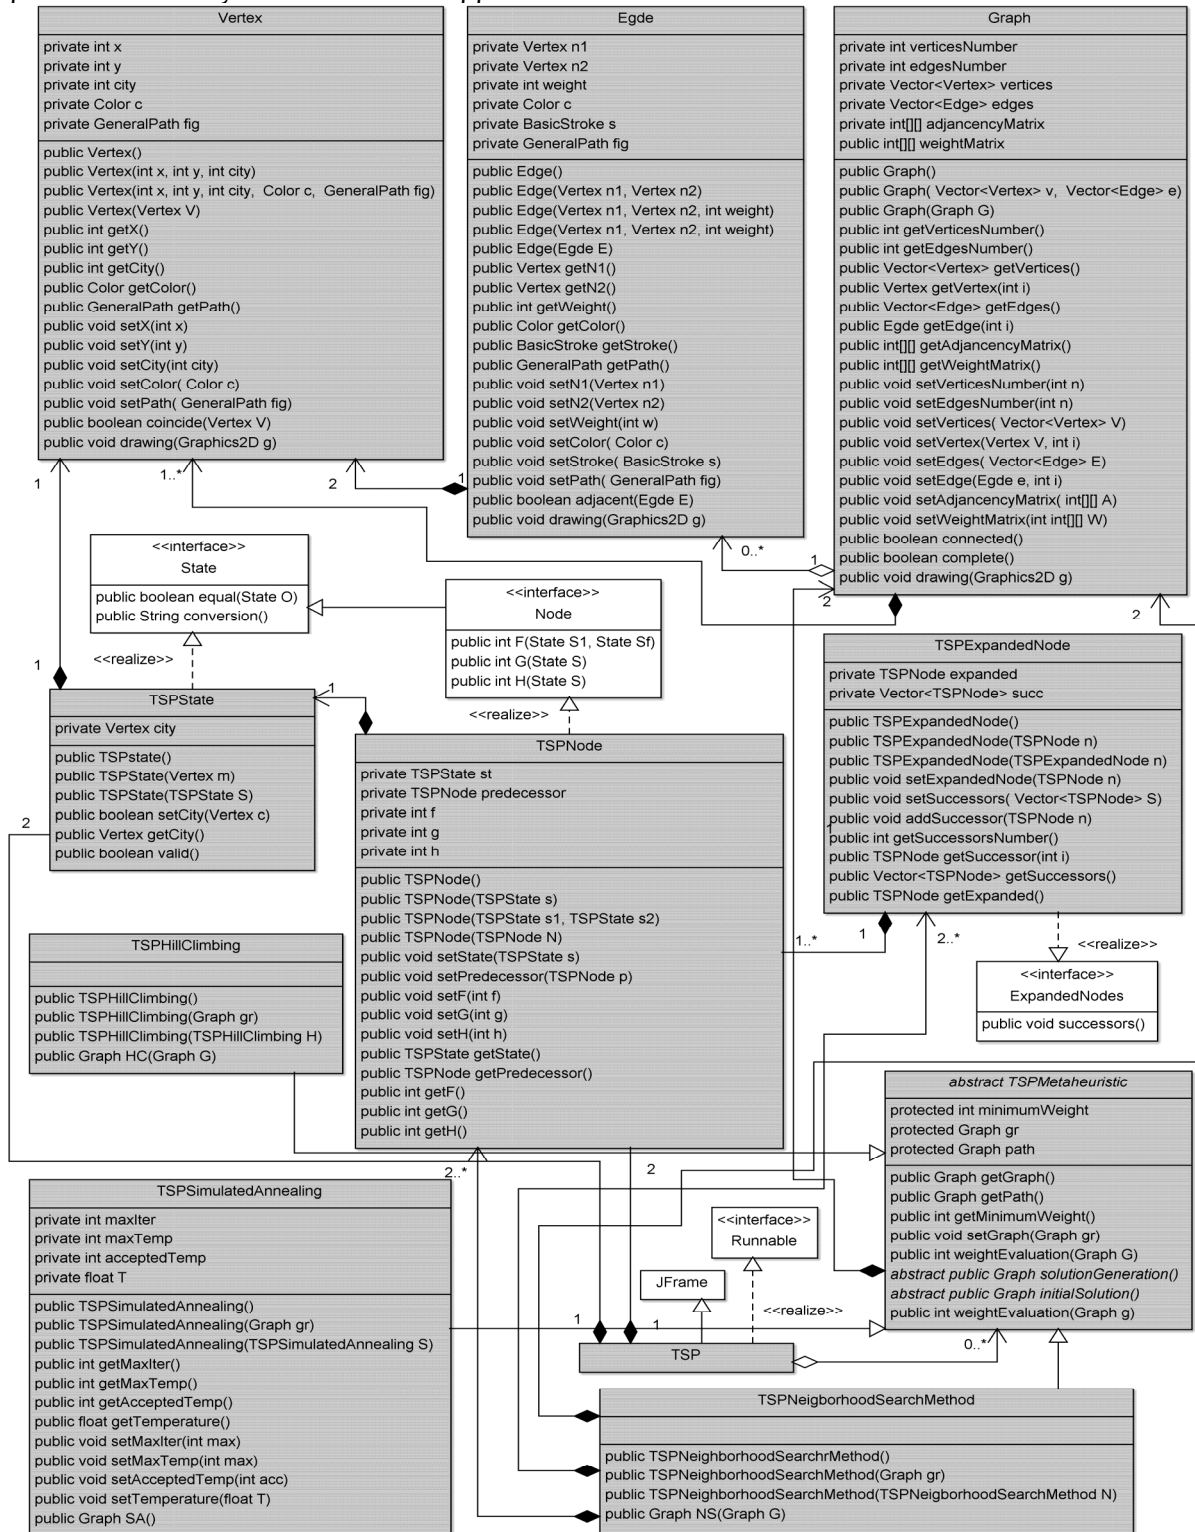 Vertex
private int x
private int y
private int city
private Color c
private GeneralPath fig
public Vertex()
public Vertex(int x, int y, int city)
public Vertex(int x, int y, int city, Color c, GeneralPath fig)
public Vertex(Vertex V)
public int getX()
public int getY()
public int getCity()
public Color getColor()
public GeneralPath getPath()
public void setX(int x)
public void setY(int y)
public void setCity(int city)
public void setColor( Color c)
public void setPath( GeneralPath fig)
public boolean coincide(Vertex V)
public void drawing(Graphics2D g)
Egde
private Vertex n1
private Vertex n2
private int weight
private Color c
private BasicStroke s
private GeneralPath fig
public Edge()
public Edge(Vertex n1, Vertex n2)
public Edge(Vertex n1, Vertex n2, int weight)
public Edge(Vertex n1, Vertex n2, int weight)
public Edge(Egde E)
public Vertex getN1()
public Vertex getN2()
public int getWeight()
public Color getColor()
public BasicStroke getStroke()
public GeneralPath getPath()
public void setN1(Vertex n1)
public void setN2(Vertex n2)
public void setWeight(int w)
public void setColor( Color c)
public void setStroke( BasicStroke s)
public void setPath( GeneralPath fig)
public boolean adjacent(Egde E)
public void drawing(Graphics2D g)
Graph
private int verticesNumber
private int edgesNumber
private Vector<Vertex> vertices
private Vector<Edge> edges
private int[][] adjancencyMatrix
public int[][] weightMatrix
public Graph()
public Graph( Vector<Vertex> v, Vector<Edge> e)
public Graph(Graph G)
public int getVerticesNumber()
public int getEdgesNumber()
public Vector<Vertex> getVertices()
public Vertex getVertex(int i)
public Vector<Edge> getEdges()
public Egde getEdge(int i)
public int[][] getAdjancencyMatrix()
public int[][] getWeightMatrix()
public void setVerticesNumber(int n)
public void setEdgesNumber(int n)
public void setVertices( Vector<Vertex> V)
public void setVertex(Vertex V, int i)
public void setEdges( Vector<Edge> E)
public void setEdge(Egde e, int i)
public void setAdjancencyMatrix( int[][] A)
public void setWeightMatrix(int int[][] W)
public boolean connected()
public boolean complete()
public void drawing(Graphics2D g)
1
1..*
2
1
0..*
1
2
2
<<interface>>
State
public boolean equal(State O)
public String conversion()
<<interface>>
Node
public int F(State S1, State Sf)
public int G(State S)
public int H(State S)
1
<<realize>>
1
<<realize>>
TSPState
private Vertex city
public TSPstate()
public TSPState(Vertex m)
public TSPState(TSPState S)
public boolean setCity(Vertex c)
public Vertex getCity()
public boolean valid()
2
TSPNode
private TSPState st
private TSPNode predecessor
private int f
private int g
private int h
public TSPNode()
public TSPNode(TSPState s)
public TSPNode(TSPState s1, TSPState s2)
public TSPNode(TSPNode N)
public void setState(TSPState s)
public void setPredecessor(TSPNode p)
public void setF(int f)
public void setG(int g)
public void setH(int h)
public TSPState getState()
public TSPNode getPredecessor()
public int getF()
public int getG()
public int getH()
TSPExpandedNode
private TSPNode expanded
private Vector<TSPNode> succ
public TSPExpandedNode()
public TSPExpandedNode(TSPNode n)
public TSPExpandedNode(TSPExpandedNode n)
public void setExpandedNode(TSPNode n)
public void setSuccessors( Vector<TSPNode> S)
public void addSuccessor(TSPNode n)
1
public int getSuccessorsNumber()
public TSPNode getSuccessor(int i)
public Vector<TSPNode> getSuccessors()
public TSPNode getExpanded()
1..*
1
2..*
<<realize>>
<<interface>>
ExpandedNodes
public void successors()
TSPHillClimbing
public TSPHillClimbing()
public TSPHillClimbing(Graph gr)
public TSPHillClimbing(TSPHillClimbing H)
public Graph HC(Graph G)
abstract TSPMetaheuristic
protected int minimumWeight
protected Graph gr
protected Graph path
public Graph getGraph()
public Graph getPath()
public int getMinimumWeight()
public void setGraph(Graph gr)
public int weightEvaluation(Graph G)
abstract public Graph solutionGeneration()
abstract public Graph initialSolution()
public int weightEvaluation(Graph g)
2..*
2
TSPSimulatedAnnealing
private int maxIter
private int maxTemp
private int acceptedTemp
private float T
public TSPSimulatedAnnealing()
public TSPSimulatedAnnealing(Graph gr)
public TSPSimulatedAnnealing(TSPSimulatedAnnealing S)
public int getMaxIter()
public int getMaxTemp()
public int getAcceptedTemp()
public float getTemperature()
public void setMaxIter(int max)
public void setMaxTemp(int max)
public void setAcceptedTemp(int acc)
public void setTemperature(float T)
public Graph SA()
<<interface>>
Runnable
JFrame
<<realize>>
1
1
0..*
TSP
TSPNeigborhoodSearchMethod
public TSPNeighborhoodSearchrMethod()
public TSPNeighborhoodSearchMethod(Graph gr)
public TSPNeighborhoodSearchMethod(TSPNeigborhoodSearchMethod N)
public Graph NS(Graph G)